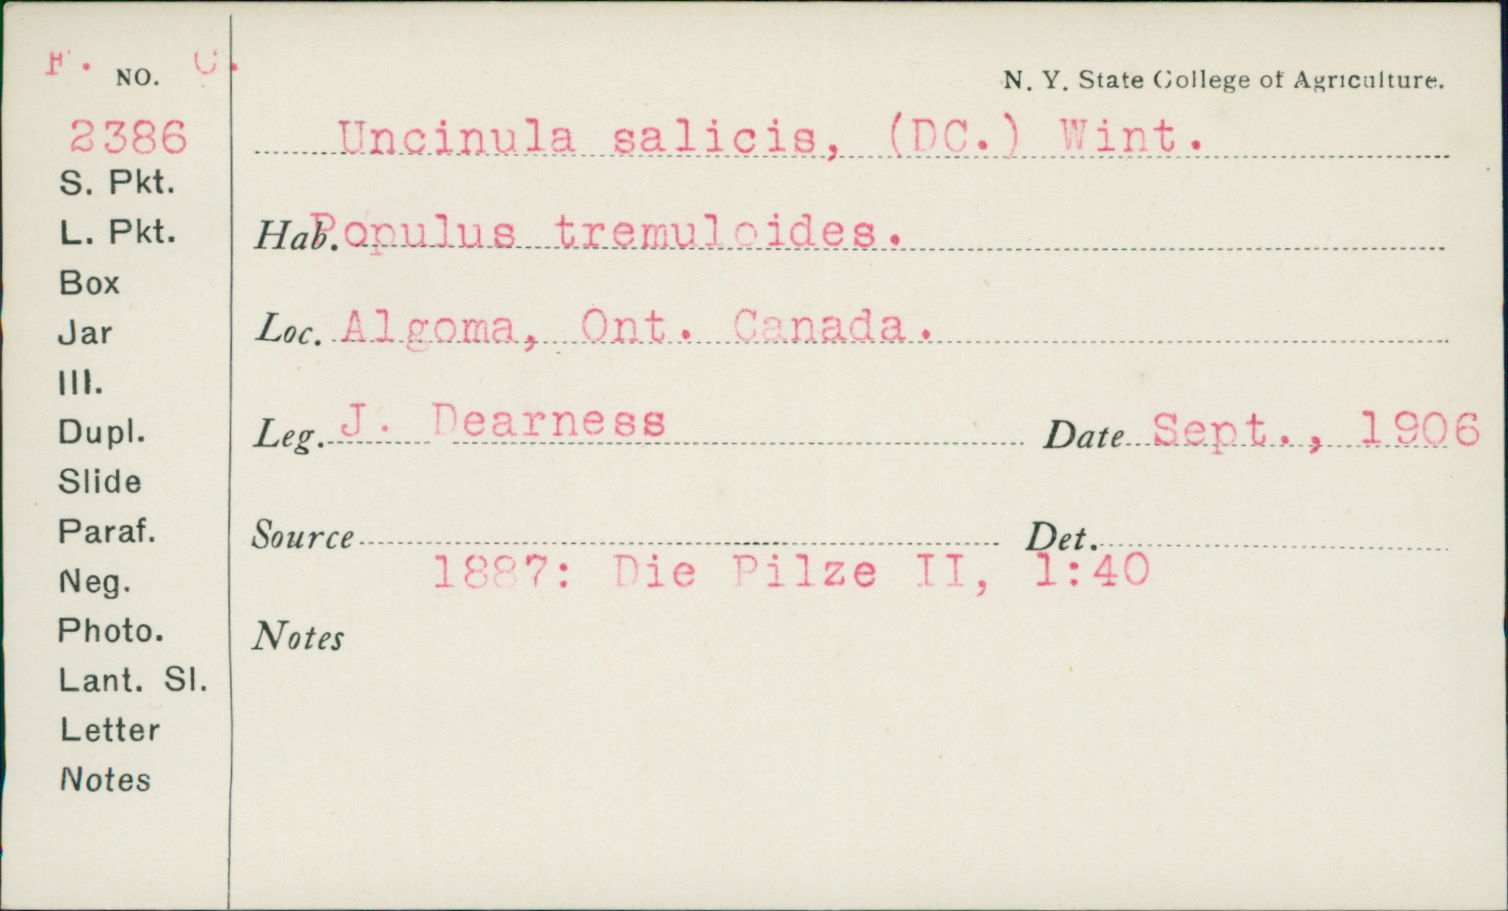 F. C.
NO.
N. Y. State College of Agriculture.
2386
Uncinula salicis, (DC.) Wint.
S. Pkt.
L. Pkt.
Hab. Populus tremuloides.
Box
Jar
Loc. Algoma, Ont. Canada.
Ill.
Dupl.
Leg. J. Dearness Date Sept., 1906
Slide
Paraf.
Source Det.
1887: Die Pilze II, 1:40
Neg.
Photo.
Notes
Lant. Sl.
Letter
Notes